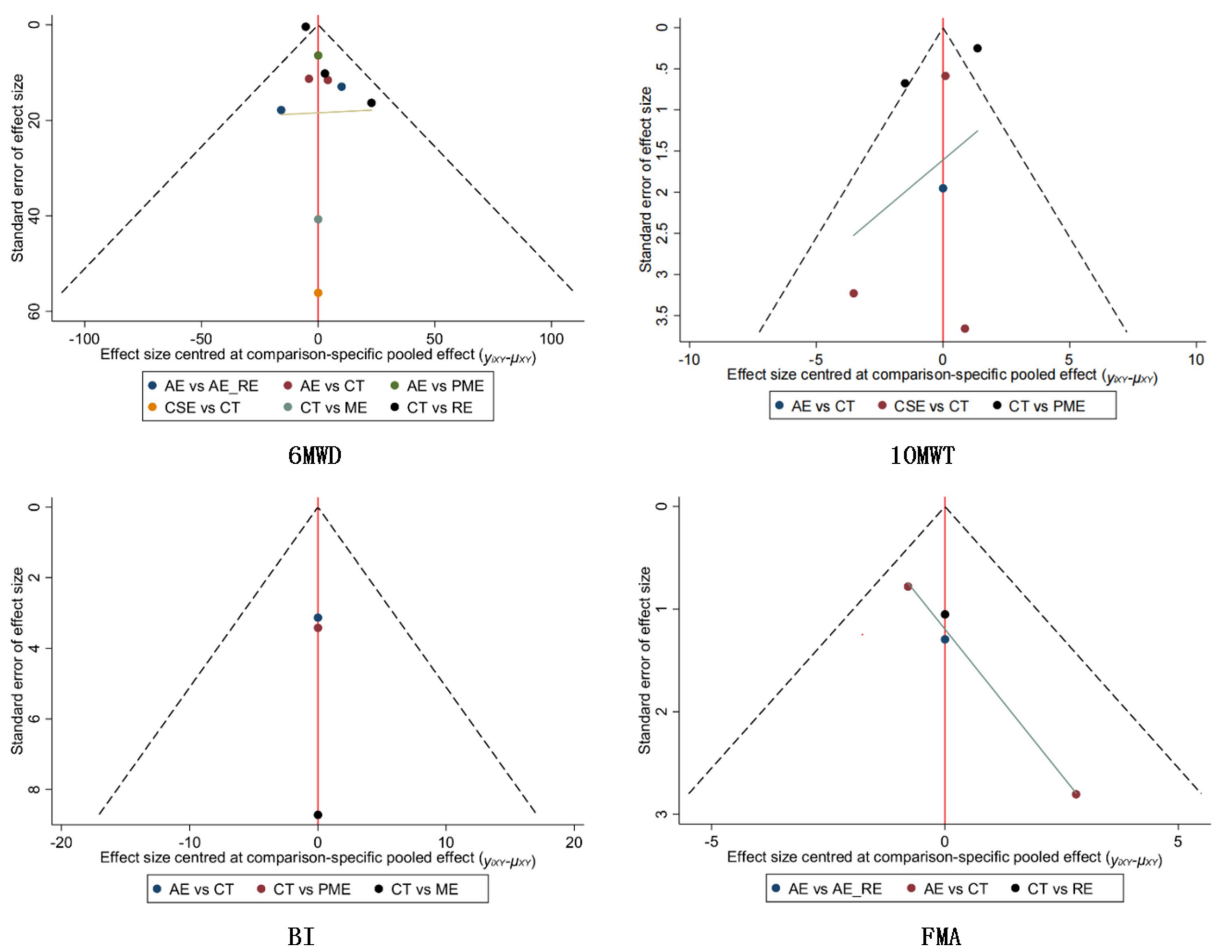 Standard error of effect size
0
20
40
60
-100
-50
0
50
100
Effect size centred at comparison-specific pooled effect (yiXY-μXY)
AE vs AE_RE
AE vs CT
AE vs PME
CSE vs CT
CT vs ME
CT vs RE
6MWD
Standard error of effect size
0
.5
1
1.5
2
2.5
3
3.5
-10
-5
0
5
10
Effect size centred at comparison-specific pooled effect (yiXY-μXY)
AE vs CT
CSE vs CT
CT vs PME
10MWT
Standard error of effect size
0
2
4
6
8
-20
-10
0
10
20
Effect size centred at comparison-specific pooled effect (yiXY-μXY)
AE vs CT
CT vs PME
CT vs ME
BI
Standard error of effect size
0
1
2
3
-5
0
5
Effect size centred at comparison-specific pooled effect (yiXY-μXY)
AE vs AE_RE
AE vs CT
CT vs RE
FMA